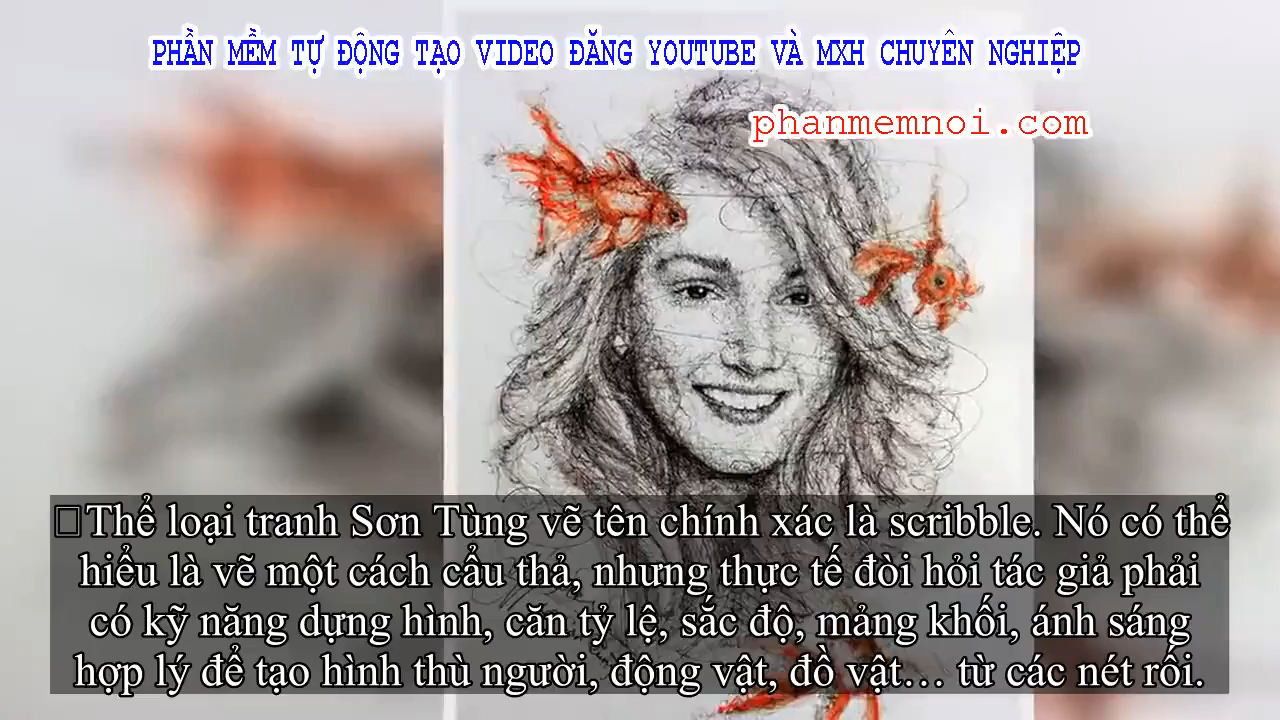 PHẦN MỀM TỰ ĐỘNG TẠO VIDEO ĐĂNG YOUTUBE VÀ MXH CHUYÊN NGHIỆP
phanmemnoi.com
Thể loại tranh Sơn Tùng vẽ tên chính xác là scribble. Nó có thể
hiểu là vẽ một cách cẩu thả, nhưng thực tế đòi hỏi tác giả phải
có kỹ năng dựng hình, căn tỷ lệ, sắc độ, mảng khối, ánh sáng
hợp lý để tạo hình thù người, động vật, đồ vật… từ các nét rối.